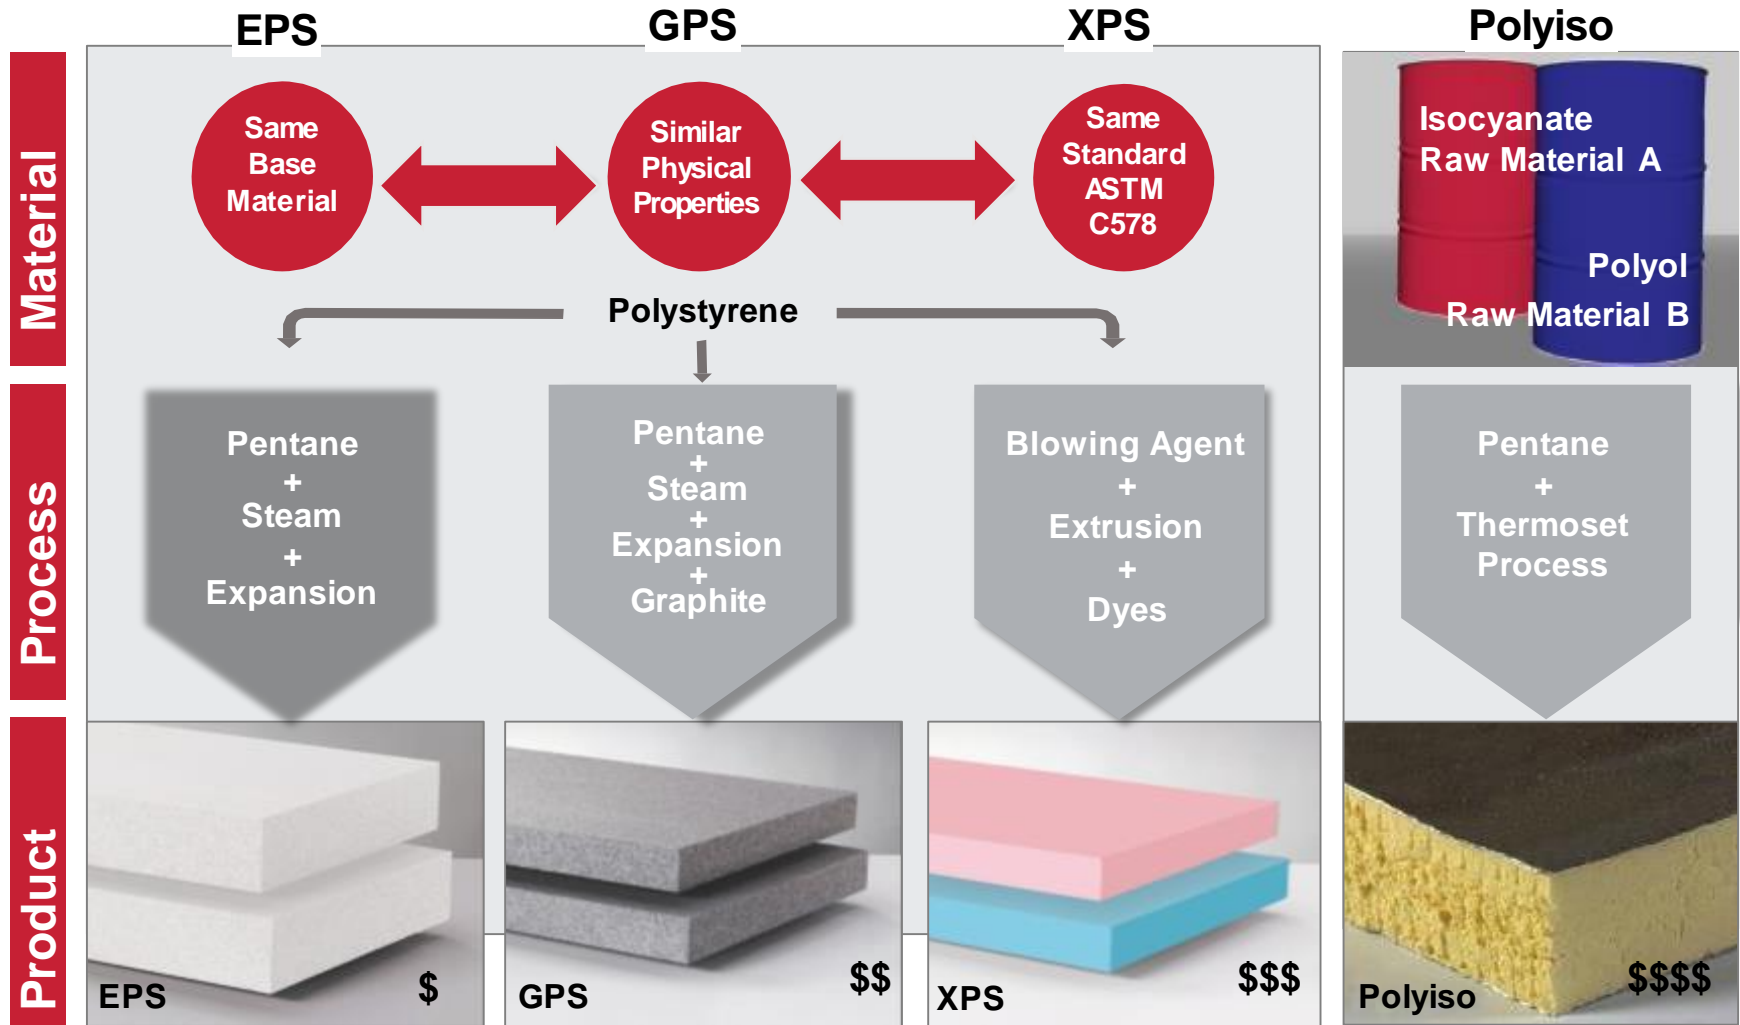 EPS
GPS
XPS
Polyiso
Material
Same
Base
Material
Similar
Physical
Properties
Same
Standard
ASTM
C578
Isocyanate
Raw Material A
Polyol
Raw Material B
Polystyrene
Process
Pentane
+
Steam
+
Expansion
Pentane
+
Steam
+
Expansion
+
Graphite
Blowing Agent
+
Extrusion
+
Dyes
Pentane
+
Thermoset
Process
Product
EPS
$
GPS
$$
XPS
$$$
Polyiso
$$$$